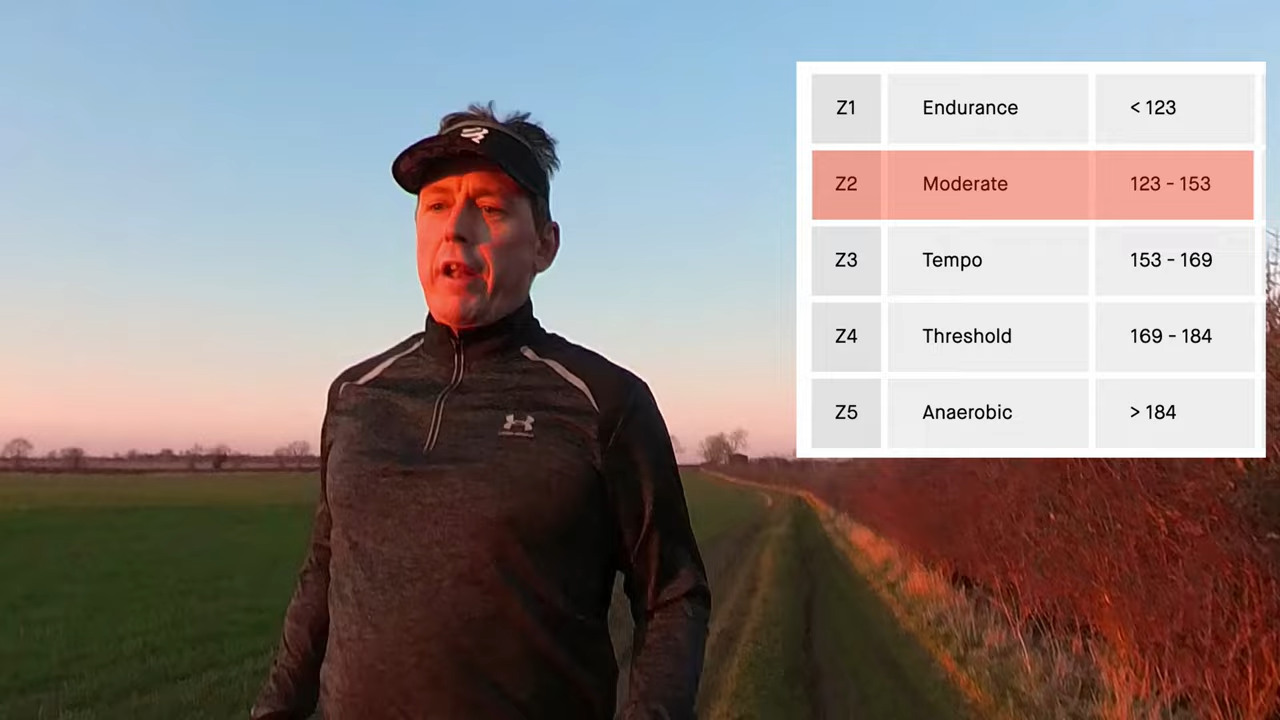 Z1 Endurance < 123
Z2 Moderate 123 - 153
Z3 Tempo 153 - 169
Z4 Threshold 169 - 184
Z5 Anaerobic > 184